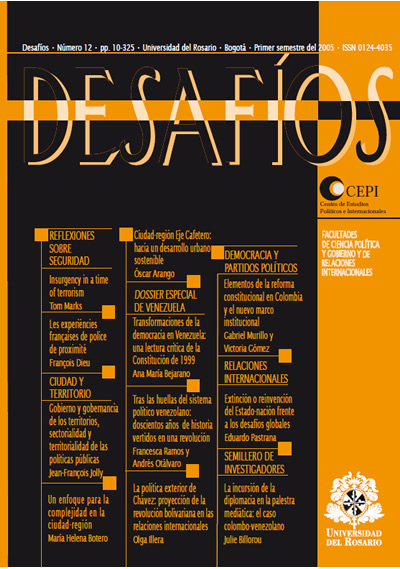 Desafíos - Número 12 - pp. 10-325 - Universidad del Rosario - Bogotá - Primer semestre del 2005 - ISSN 0124-4035
DESAFÍOS
CEPI
Centro de Estudios
Políticos e Internacionales
FACULTADES
DE CIENCIA POLÍTICA
Y GOBIERNO Y DE
RELACIONES
INTERNACIONALES
REFLEXIONES
SOBRE
SEGURIDAD
Insurgency in a time
of terrorism
Tom Marks
Les experiéncies
françaises de police
de proximité
François Dieu
CIUDAD Y
TERRITORIO
Gobierno y gobernancia
de los territorios,
sectorialidad y
territorialidad de las
políticas públicas
Jean-François Jolly
Un enfoque para la
complejidad en la
ciudad-región
María Helena Botero
Ciudad-región Eje Cafetero:
hacia un desarrollo urbano
sostenible
Óscar Arango
DOSSIER ESPECIAL
DE VENEZUELA
Transformaciones de la
democracia en Venezuela:
una lectura crítica de la
Constitución de 1999
Ana María Bejarano
Tras las huellas del sistema
político venezolano:
doscientos años de historia
vertidos en una revolución
Francesca Ramos y
Andrés Otálvaro
La política exterior de
Chávez: proyección de la
revolución bolivariana en las
relaciones internacionales
Olga Illera
DEMOCRACIA Y
PARTIDOS POLÍTICOS
Elementos de la reforma
constitucional en Colombia
y el nuevo marco
institucional
Gabriel Murillo y
Victoria Gómez
RELACIONES
INTERNACIONALES
Extinción o reinvención
del Estado-nación frente
a los desafíos globales
Eduardo Pastrana
SEMILLERO DE
INVESTIGADORES
La incursión de la
diplomacia en la palestra
mediática: el caso
colombo-venezolano
Julie Billorou
UNIVERSIDAD
DEL ROSARIO